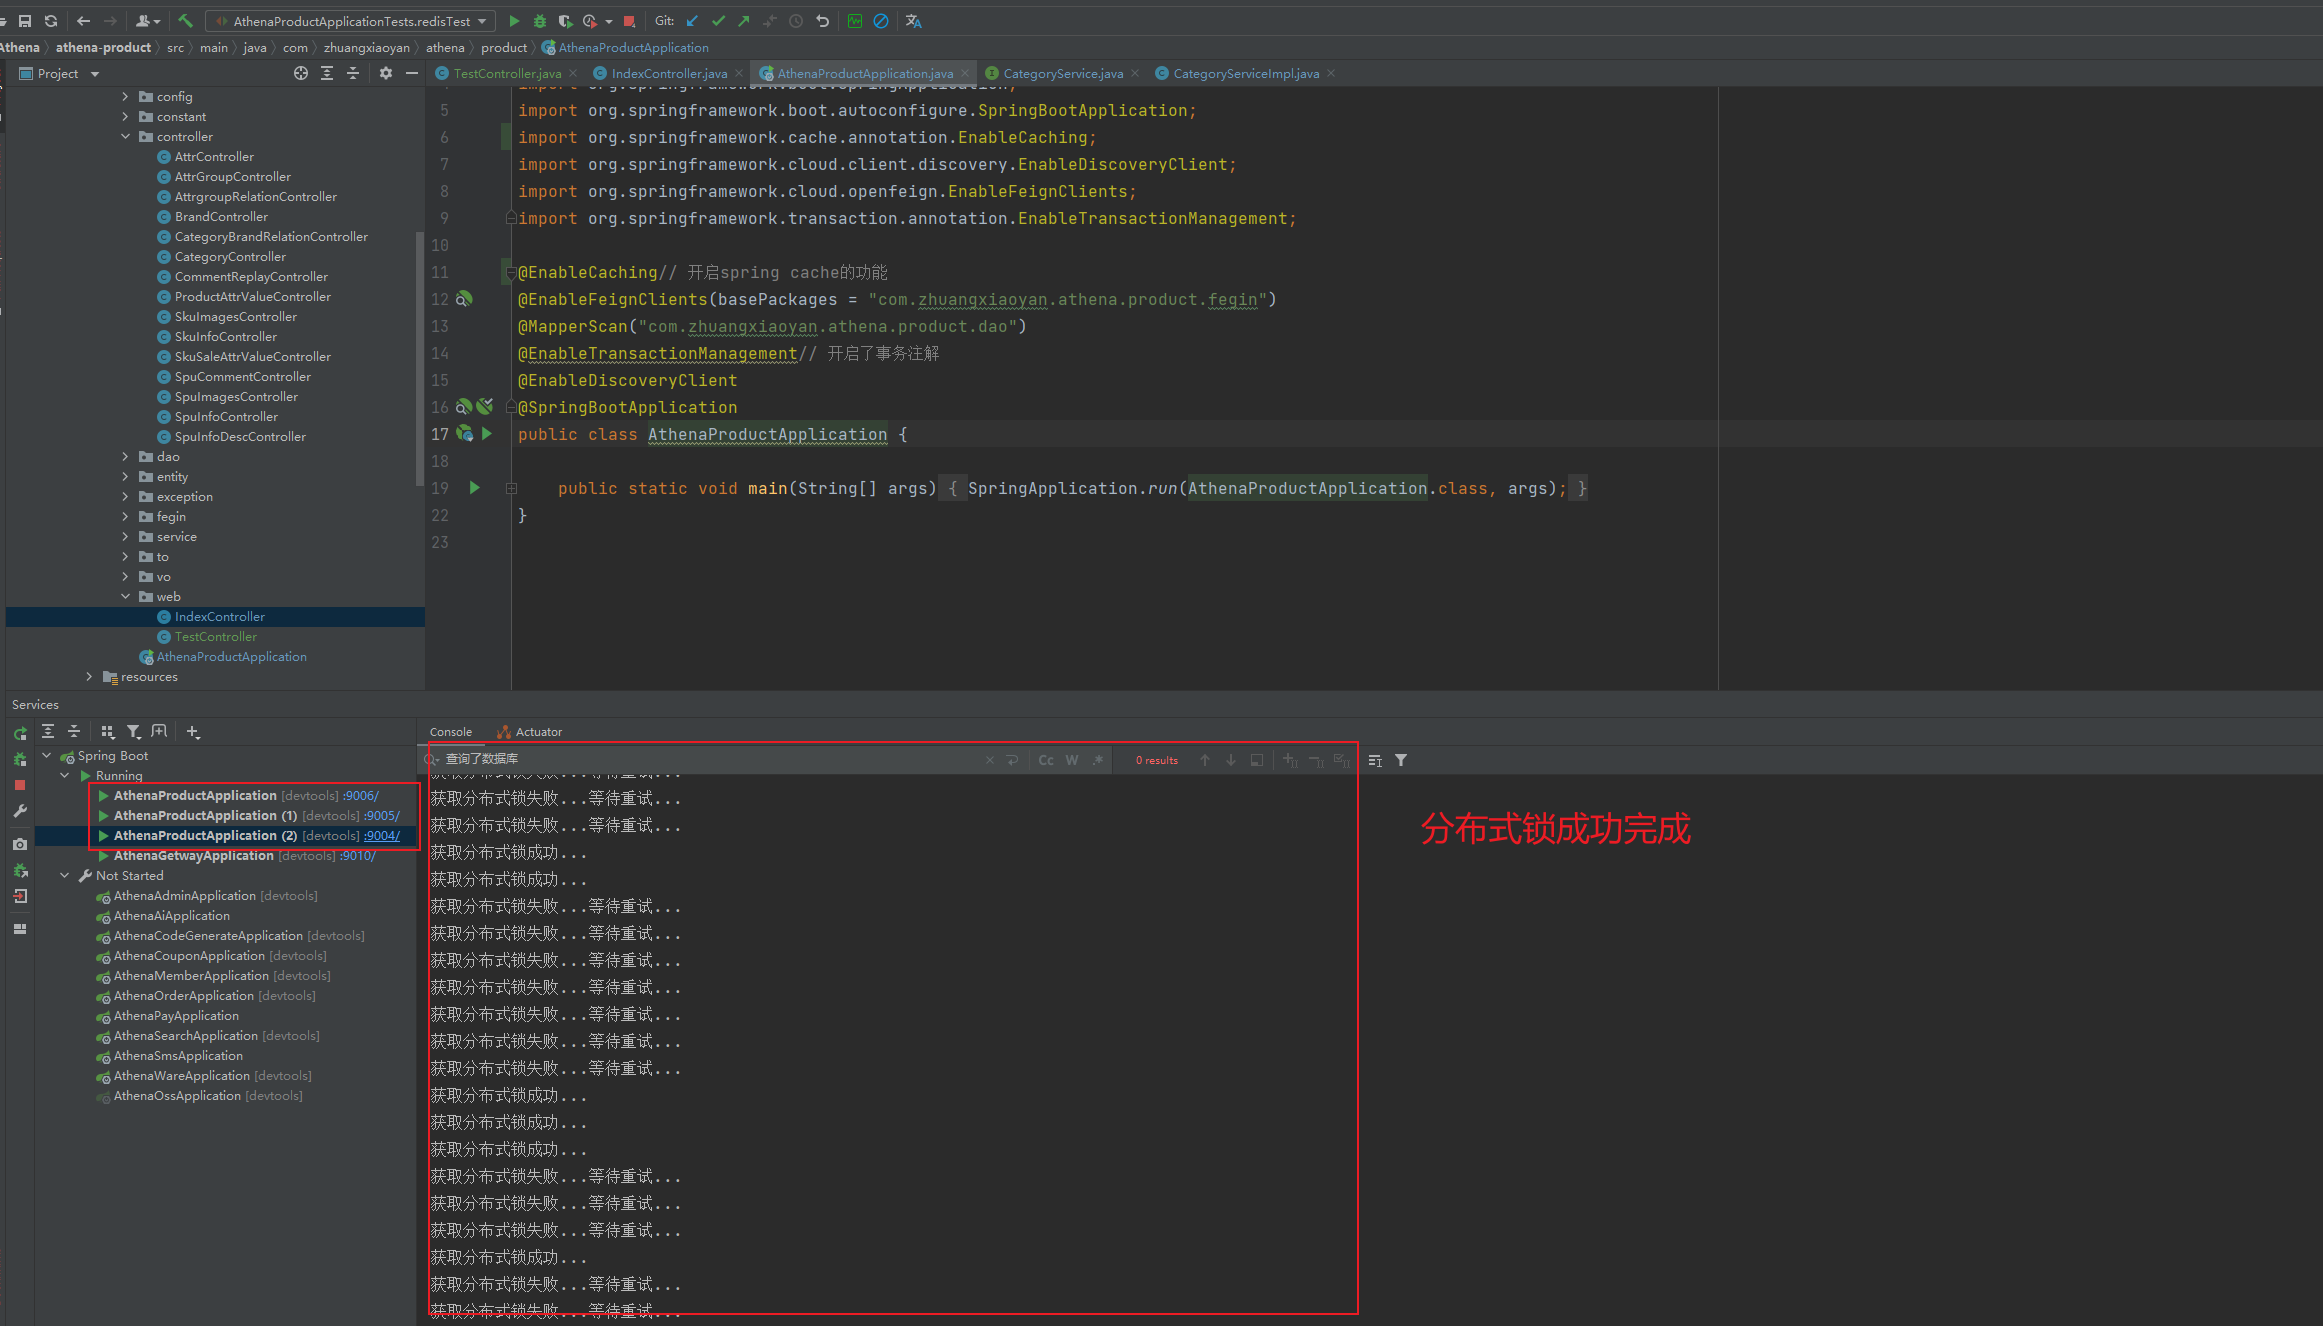 AthenaProductApplicationTests.redisTest
Git:
Athena
athena-product
src
main
java
com
zhuangxiaoyan
athena
product
AthenaProductApplication
Project
TestController.java
IndexController.java
AthenaProductApplication.java
CategoryService.java
CategoryServiceImpl.java
config
constant
controller
AttrController
AttrGroupController
AttrgroupRelationController
BrandController
CategoryBrandRelationController
CategoryController
CommentReplayController
ProductAttrValueController
SkuImagesController
SkuInfoController
SkuSaleAttrValueController
SpuCommentController
SpuImagesController
SpuInfoController
SpuInfoDescController
dao
entity
exception
fegin
service
to
vo
web
IndexController
TestController
AthenaProductApplication
resources
import org.springframework.boot.SpringApplication;
5 import org.springframework.boot.autoconfigure.SpringBootApplication;
6 import org.springframework.cache.annotation.EnableCaching;
7 import org.springframework.cloud.client.discovery.EnableDiscoveryClient;
8 import org.springframework.cloud.openfeign.EnableFeignClients;
9 import org.springframework.transaction.annotation.EnableTransactionManagement;
10
11 @EnableCaching// 开启spring cache的功能
12 @EnableFeignClients(basePackages = "com.zhuangxiaoyan.athena.product.fegin")
13 @MapperScan("com.zhuangxiaoyan.athena.product.dao")
14 @EnableTransactionManagement// 开启了事务注解
15 @EnableDiscoveryClient
16 @SpringBootApplication
17 public class AthenaProductApplication {
18
19 public static void main(String[] args) { SpringApplication.run(AthenaProductApplication.class, args); }
22 }
23
Services
Spring Boot
Running
AthenaProductApplication [devtools] :9006/
AthenaProductApplication (1) [devtools] :9005/
AthenaProductApplication (2) [devtools] :9004/
AthenaGetwayApplication [devtools] :9010/
Not Started
AthenaAdminApplication [devtools]
AthenaAiApplication
AthenaCodeGenerateApplication [devtools]
AthenaCouponApplication [devtools]
AthenaMemberApplication [devtools]
AthenaOrderApplication [devtools]
AthenaPayApplication
AthenaSearchApplication [devtools]
AthenaSmsApplication
AthenaWareApplication [devtools]
AthenaOssApplication [devtools]
Console
Actuator
查询了数据库
Cc
W
.*
0 results
获取分布式锁失败...等待重试...
获取分布式锁失败...等待重试...
获取分布式锁失败...等待重试...
获取分布式锁成功...
获取分布式锁成功...
获取分布式锁失败...等待重试...
获取分布式锁失败...等待重试...
获取分布式锁失败...等待重试...
获取分布式锁失败...等待重试...
获取分布式锁失败...等待重试...
获取分布式锁失败...等待重试...
获取分布式锁失败...等待重试...
获取分布式锁成功...
获取分布式锁成功...
获取分布式锁成功...
获取分布式锁失败...等待重试...
获取分布式锁失败...等待重试...
获取分布式锁失败...等待重试...
获取分布式锁成功...
获取分布式锁失败...等待重试...
获取分布式锁失败...等待重试...
分布式锁成功完成